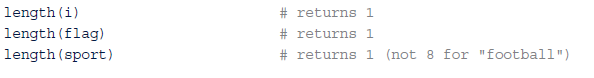 length(i) # returns 1
length(flag) # returns 1
length(sport) # returns 1 (not 8 for "football")